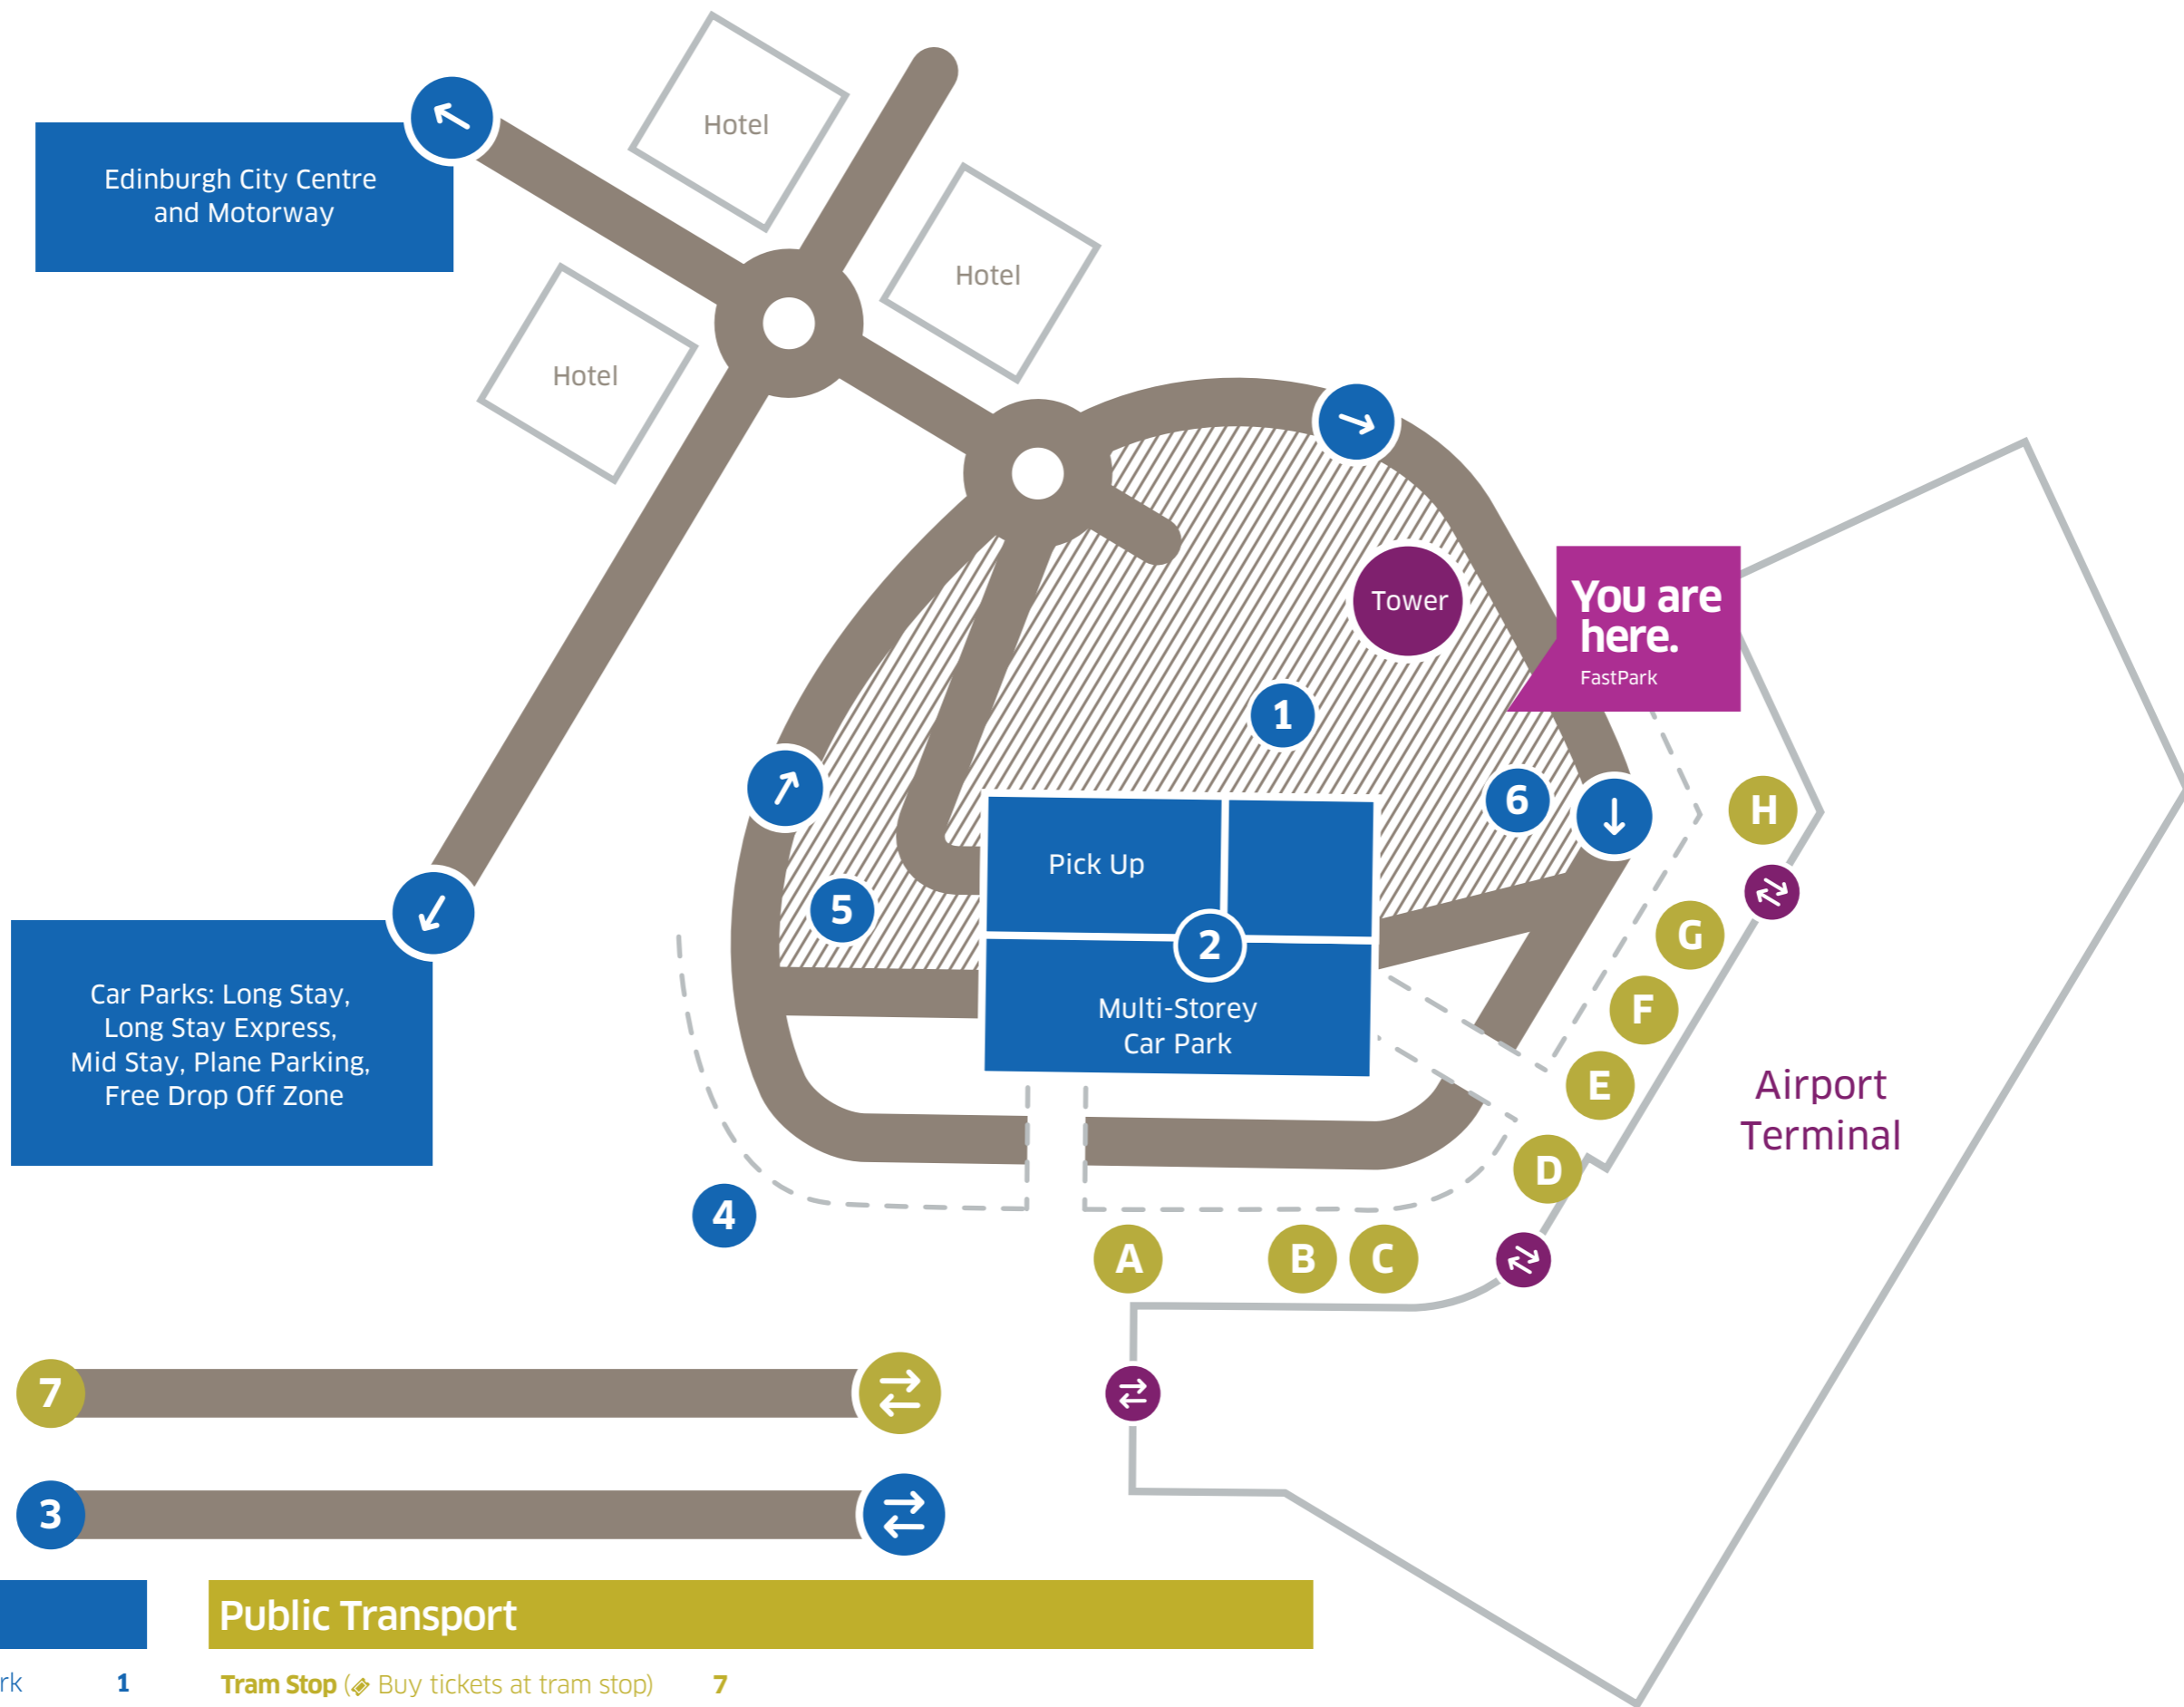 Hotel
Edinburgh City Centre
and Motorway
Hotel
Hotel
Tower
You are
here.
FastPark
1
6
H
Pick Up
5
G
2
Multi-Storey
Car Park
F
E
Car Parks: Long Stay,
Long Stay Express,
Mid Stay, Plane Parking,
Free Drop Off Zone
Airport
Terminal
D
4
A
B
C
7
3
Public Transport
rk 1
Tram Stop (Buy tickets at tram stop) 7